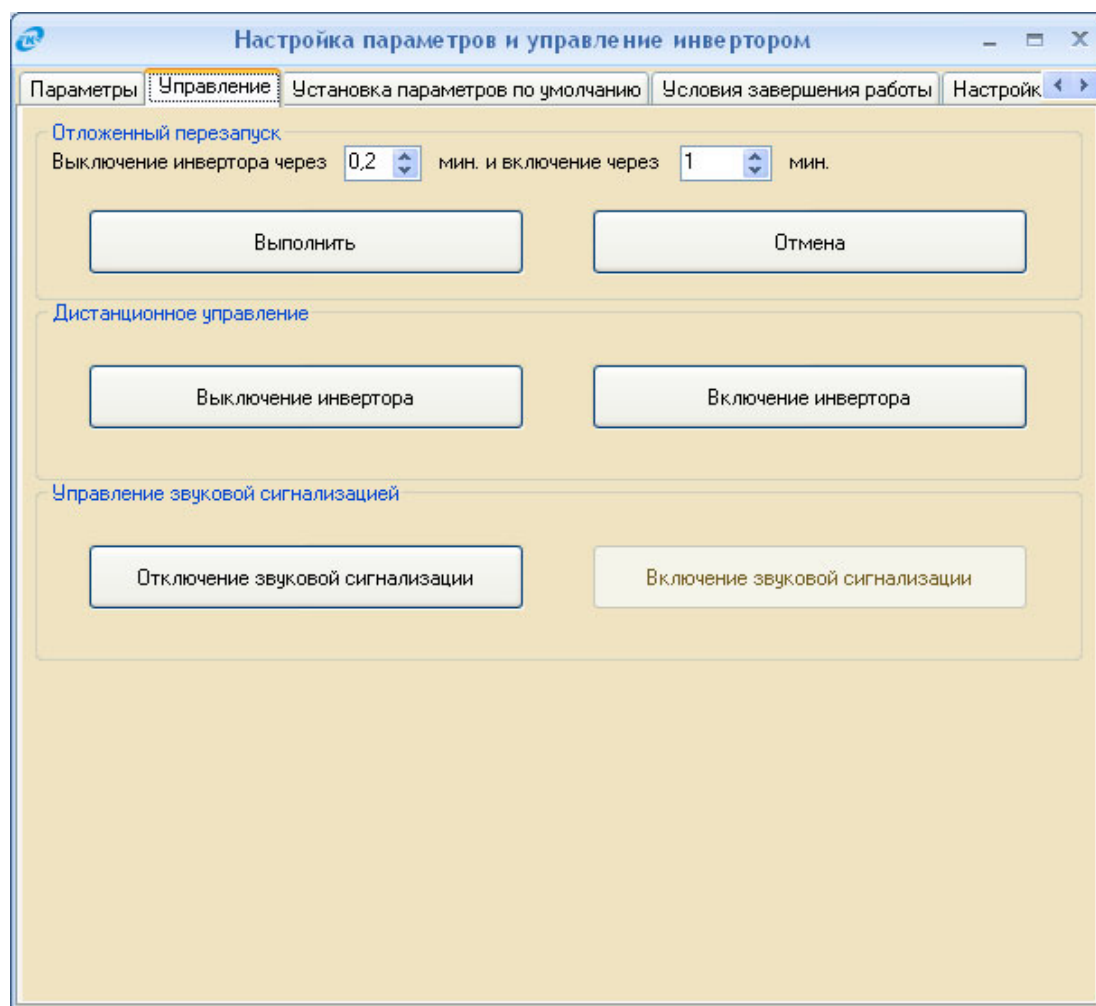 Настройка параметров и управление инвертором
Параметры Управление Установка параметров по умолчанию Условия завершения работы Настройк
Отложенный перезапуск
Выключение инвертора через 0,2 мин. и включение через 1 мин.
Выполнить Отмена
Дистанционное управление
Выключение инвертора Включение инвертора
Управление звуковой сигнализацией
Отключение звуковой сигнализации Включение звуковой сигнализации